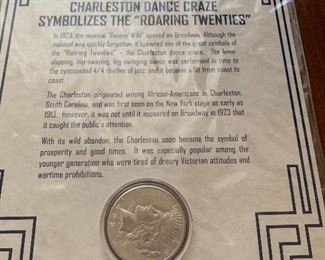 CHARLESTON DANCE CRAZE
SYMBOLIZES THE "ROARING TWENTIES"
In 1923, the musical "Runnin' Wild" opened on Broadway. Although the
musical was quickly forgotten, it spawned one of the great symbols of
the "Roaring Twenties" - the Charleston dance craze. The knee
slapping, hip-swaying, leg swinging dance was performed in time to
the syncopated 4/4 rhythm of jazz, and it became a hit from coast to
coast.
The Charleston originated among African-Americans in Charleston,
South Carolina, and was first seen on the New York stage as early as
1913. However, it was not until it appeared on Broadway in 1923 that
it caught the public's attention.
With its wild abandon, the Charleston soon became the symbol of
prosperity and good times. It was especially popular among the
younger generation who were tired of dreary Victorian attitudes and
wartime prohibitions.